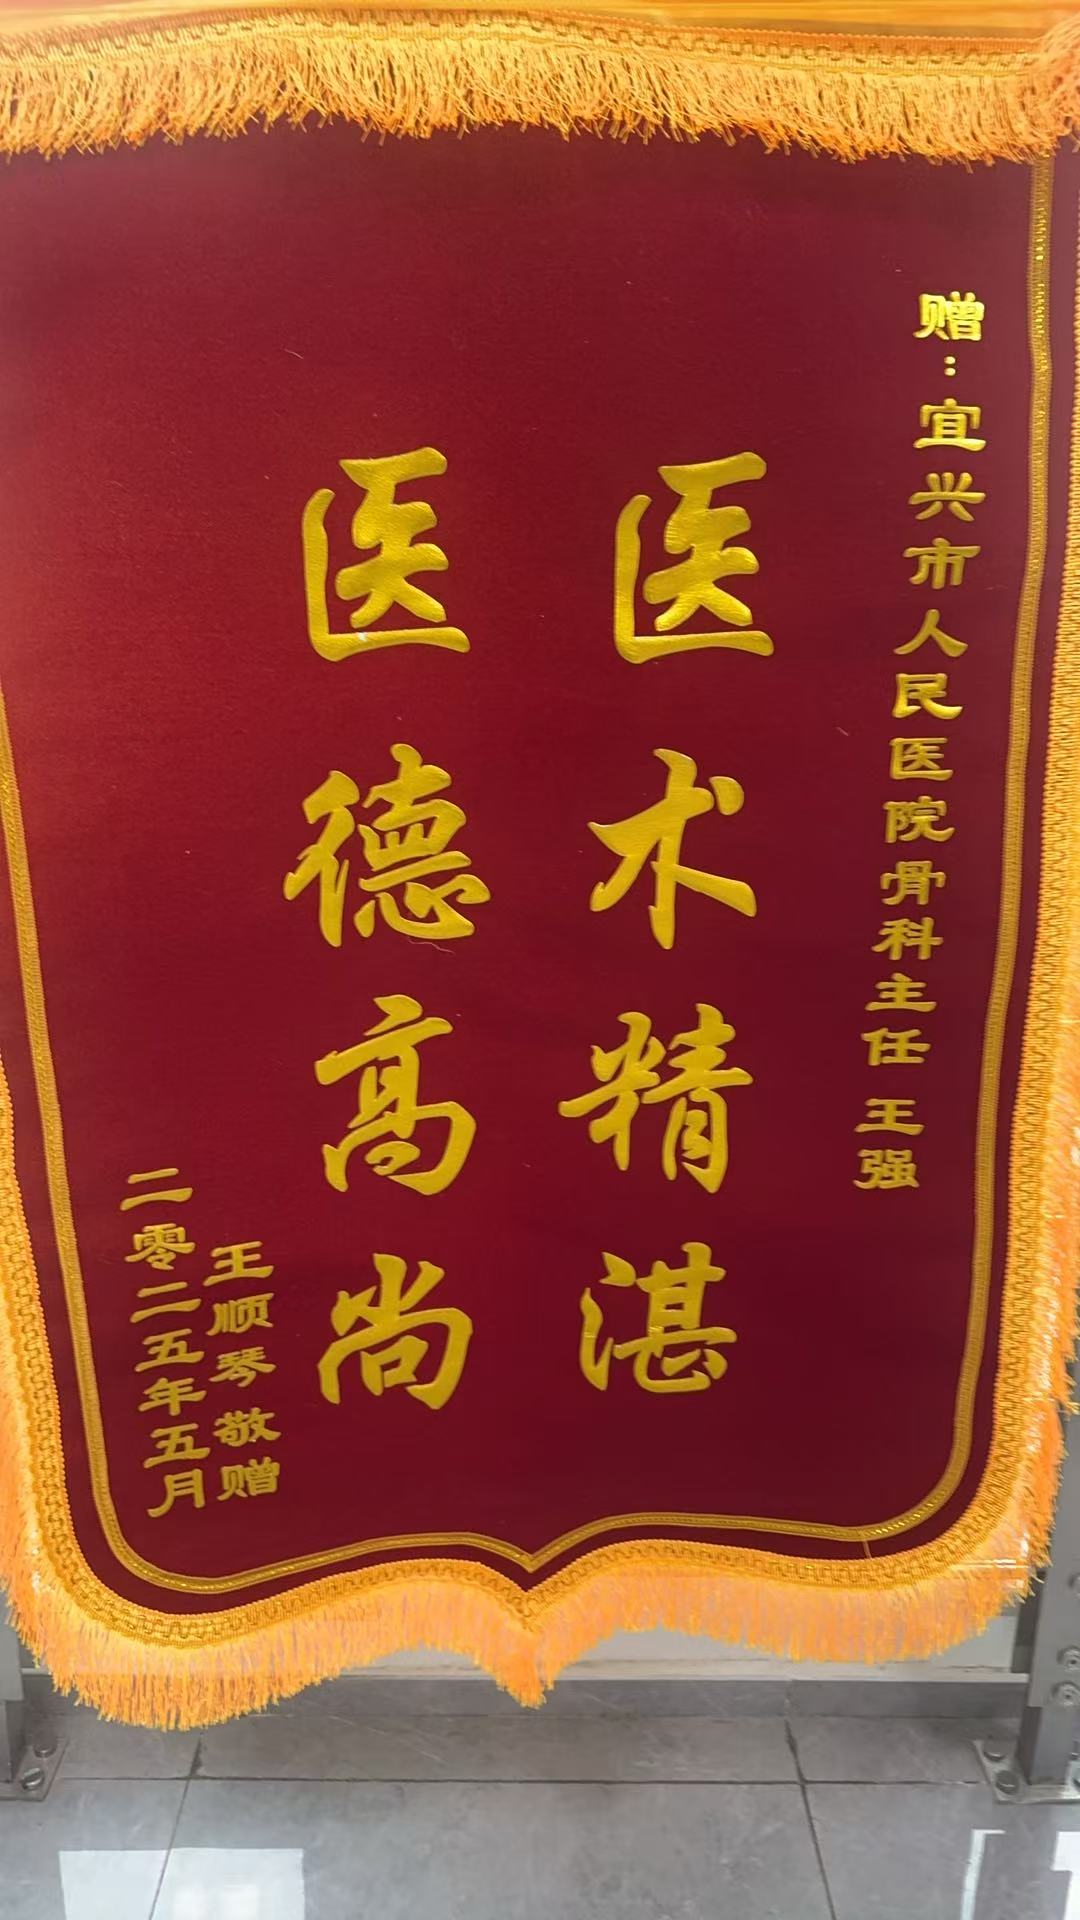 赠：宜兴市人民医院骨科主任 王强
医术精湛
医德高尚
王顺琴敬赠
二零二五年五月